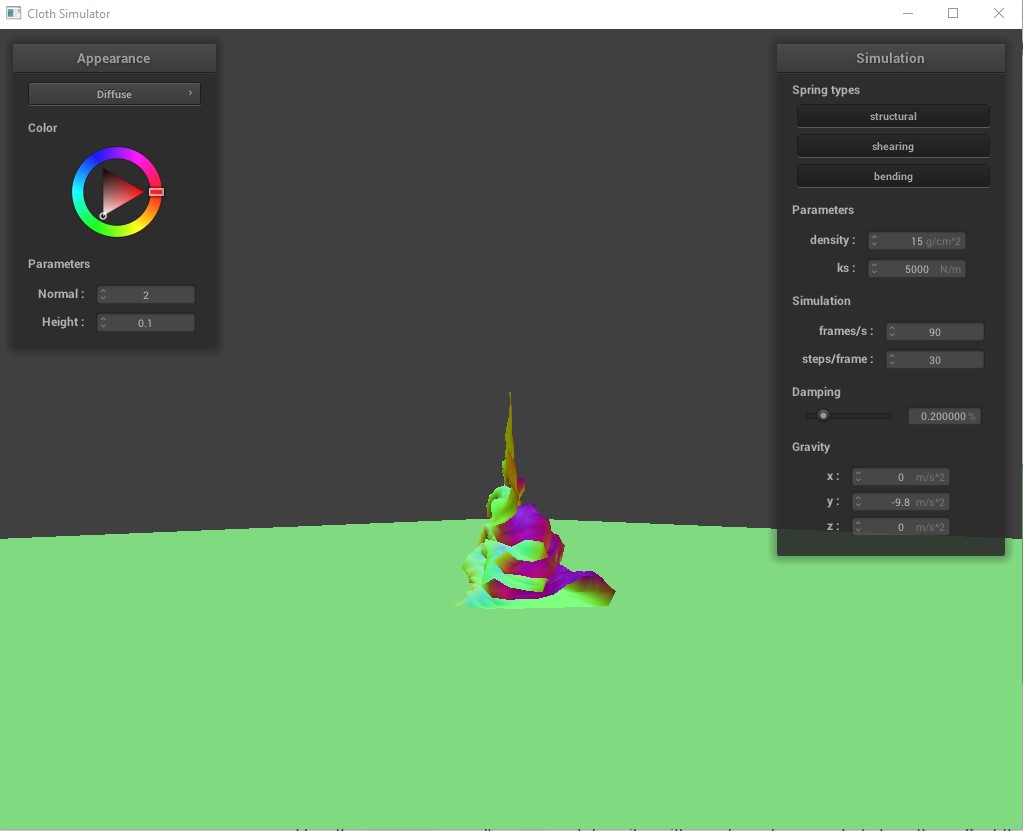 Cloth Simulator
Appearance
Diffuse
Color
Parameters
Normal : 2
Height : 0.1
Simulation
Spring types
structural
shearing
bending
Parameters
density : 15 g/cm^2
ks : 5000 N/m
Simulation
frames/s : 90
steps/frame : 30
Damping
0.200000 %
Gravity
x : 0 m/s^2
y : -9.8 m/s^2
z : 0 m/s^2